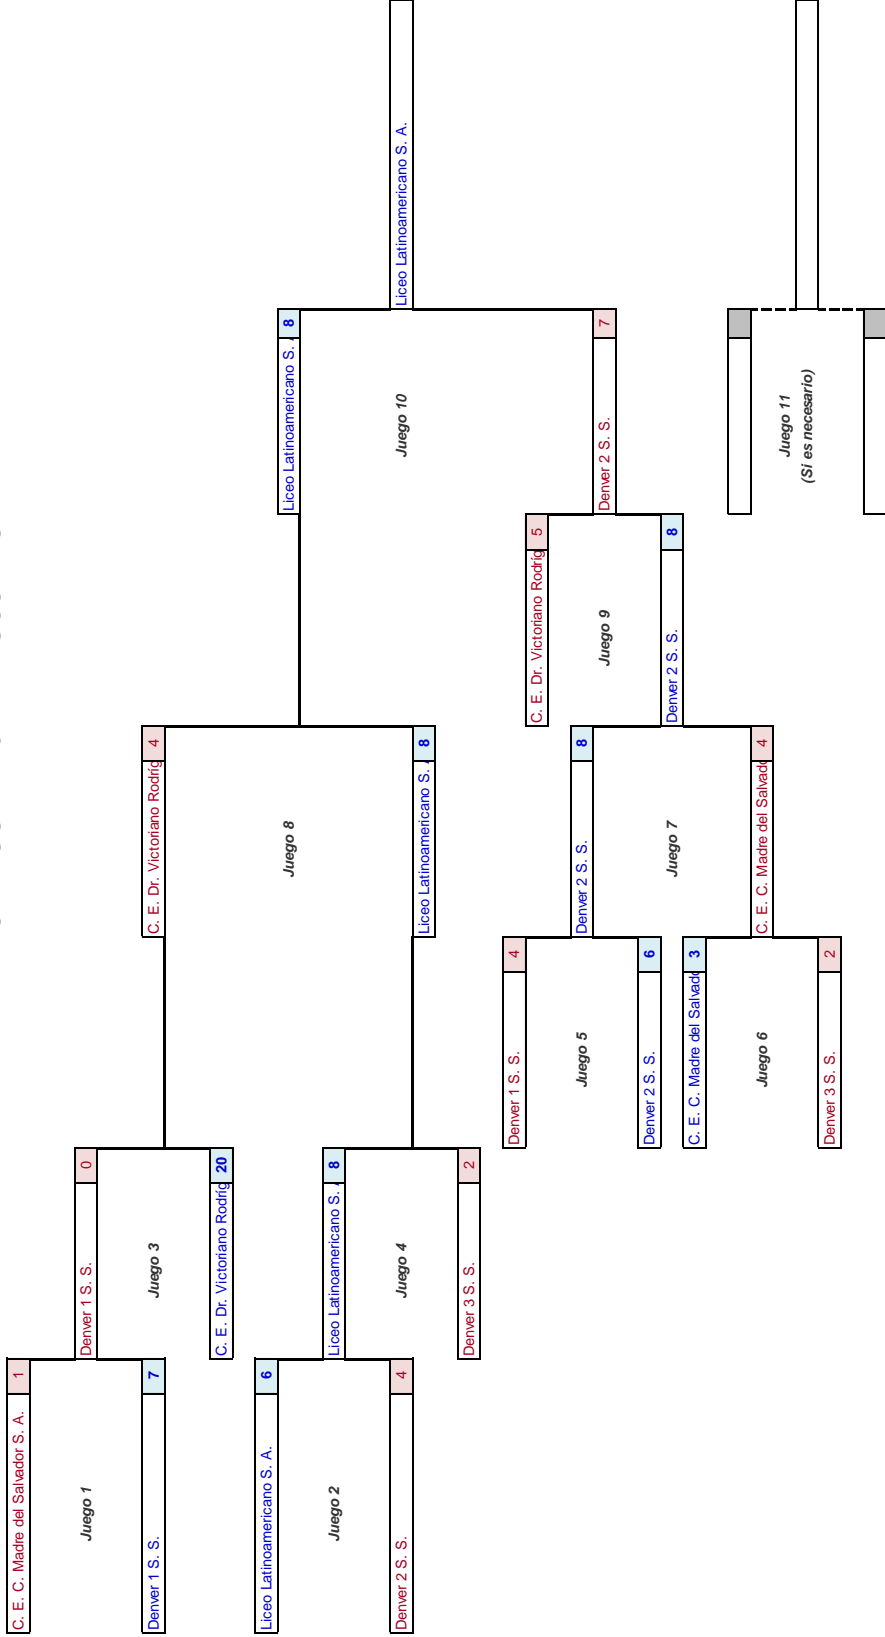 C. E. C. Madre del Salvador S. A.
1
Juego 1
Denver 1 S. S.
7
Liceo Latinoamericano S. A.
6
Juego 2
Denver 2 S. S.
4
Denver 1 S. S.
0
Juego 3
C. E. Dr. Victoriano Rodríg
20
Liceo Latinoamericano S. A
8
Juego 4
Denver 3 S. S.
2
Denver 1 S. S.
4
Juego 5
Denver 2 S. S.
6
C. E. C. Madre del Salvado
3
Juego 6
Denver 3 S. S.
2
C. E. Dr. Victoriano Rodríg
4
Juego 8
Liceo Latinoamericano S. A
8
Denver 2 S. S.
8
Juego 7
C. E. C. Madre del Salvado
4
C. E. Dr. Victoriano Rodríg
5
Juego 9
Denver 2 S. S.
8
Liceo Latinoamericano S. A
8
Juego 10
Denver 2 S. S.
7
Juego 11
(Si es necesario)
Liceo Latinoamericano S. A.